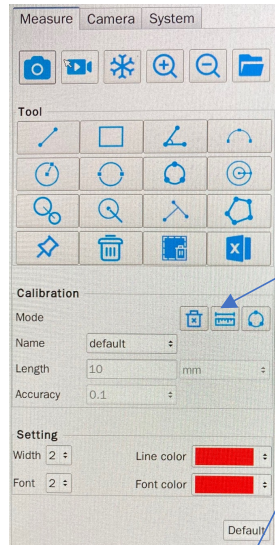 Measure Camera System
Tool
Calibration
Mode
Name default
Length 10 mm
Accuracy 0.1
Setting
Width 2 Line color
Font 2 Font color
Default